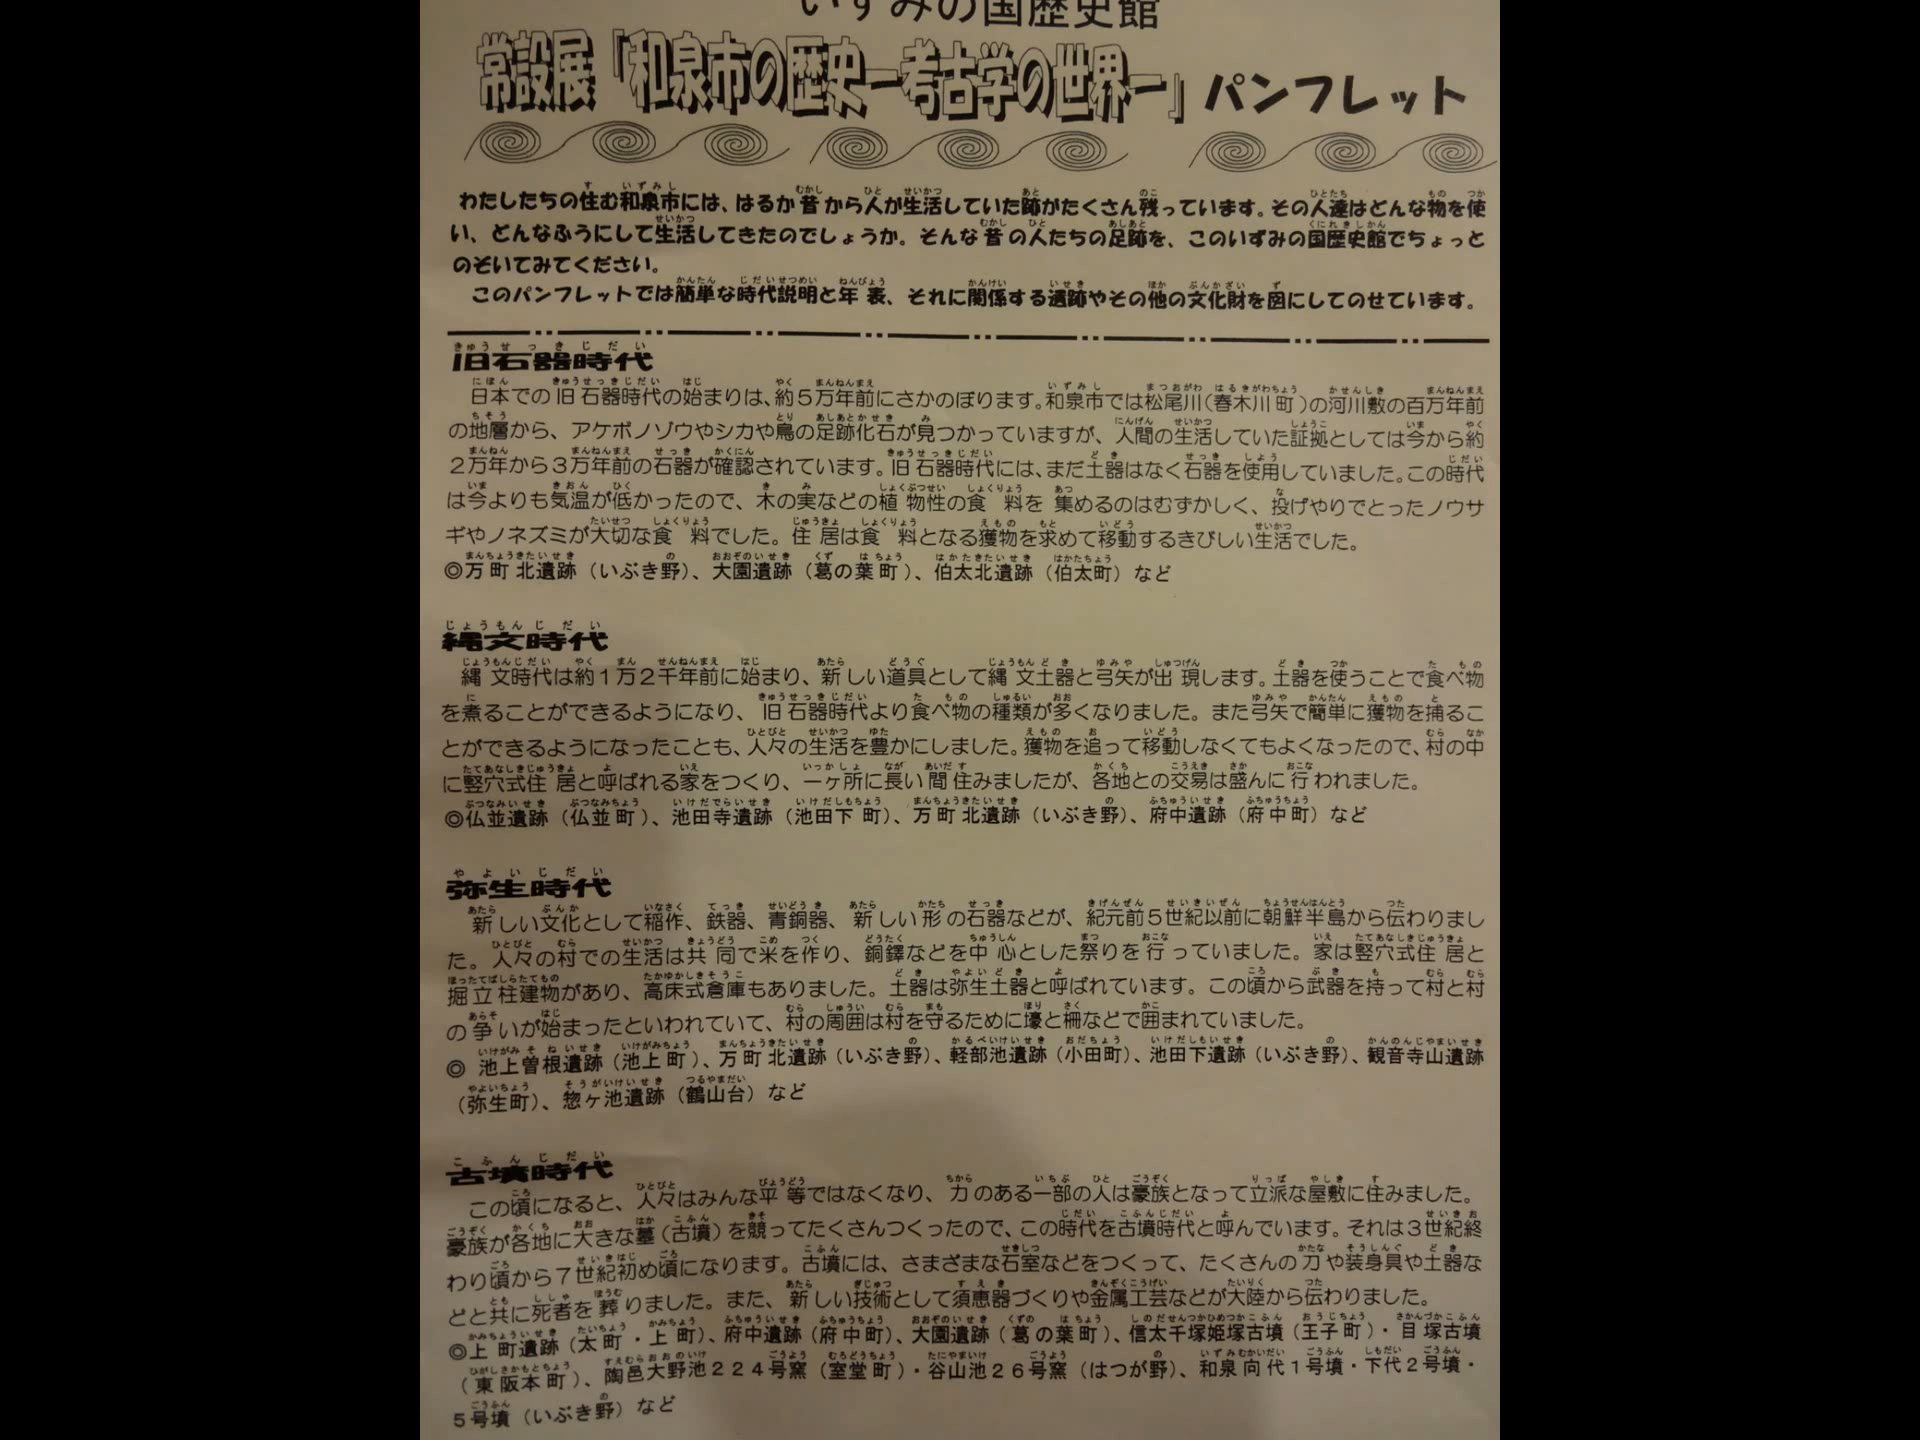 いずみの国歴史館
常設展『和泉市の歴史ー考古学の世界ー』パンフレット
わたしたちの住む和泉市には、はるか昔から人が生活していた跡がたくさん残っています。その人達はどんな物を使
い、どんなふうにして生活してきたのでしょうか。そんな昔の人たちの足跡を、このいずみの国歴史館でちょっと
のぞいてみてください。
このパンフレットでは簡単な時代説明と年表、それに関係する遺跡やその他の文化財を図にしてのせています。
旧石器時代
日本での旧石器時代の始まりは、約5万年前にさかのぼります。和泉市では松尾川（春木川町）の河川敷の百万年前
の地層から、アケボノゾウやシカや鳥の足跡化石が見つかっていますが、人間の生活していた証拠としては今から約
2万年から3万年前の石器が確認されています。旧石器時代には、まだ土器はなく石器を使用していました。この時代
は今よりも気温が低かったので、木の実などの植物性の食料を集めるのはむずかしく、投げやりでとったノウサ
ギやノネズミが大切な食料でした。住居は食料となる獲物を求めて移動するきびしい生活でした。
◎万町北遺跡（いぶき野）、大園遺跡（葛の葉町）、伯太北遺跡（伯太町）など
縄文時代
縄文時代は約1万2千年前に始まり、新しい道具として縄文土器と弓矢が出現します。土器を使うことで食べ物
を煮ることができるようになり、旧石器時代より食べ物の種類が多くなりました。また弓矢で簡単に獲物を捕るこ
とができるようになったことも、人々の生活を豊かにしました。獲物を追って移動しなくてもよくなったので、村の中
に竪穴式住居と呼ばれる家をつくり、一ヶ所に長い間住みましたが、各地との交易は盛んに行われました。
◎仏並遺跡（仏並町）、池田寺遺跡（池田下町）、万町北遺跡（いぶき野）、府中遺跡（府中町）など
弥生時代
新しい文化として稲作、鉄器、青銅器、新しい形の石器などが、紀元前5世紀以前に朝鮮半島から伝わりまし
た。人々の村での生活は共同で米を作り、銅鐸などを中心とした祭りを行っていました。家は竪穴式住居と
掘立柱建物があり、高床式倉庫もありました。土器は弥生土器と呼ばれています。この頃から武器を持って村と村
の争いが始まったといわれていて、村の周囲は村を守るために壕と柵などで囲まれていました。
◎ 池上曽根遺跡（池上町）、万町北遺跡（いぶき野）、軽部池遺跡（小田町）、池田下遺跡（いぶき野）、観音寺山遺跡
（弥生町）、惣ヶ池遺跡（鶴山台）など
古墳時代
この頃になると、人々はみんな平等ではなくなり、力のある一部の人は豪族となって立派な屋敷に住みました。
豪族が各地に大きな墓（古墳）を競ってたくさんつくったので、この時代を古墳時代と呼んでいます。それは3世紀終
わり頃から7世紀初め頃になります。古墳には、さまざまな石室などをつくって、たくさんの刀や装身具や土器な
どと共に死者を葬りました。また、新しい技術として須恵器づくりや金属工芸などが大陸から伝わりました。
◎上町遺跡（太町・上町）、府中遺跡（府中町）、大園遺跡（葛の葉町）、信太千塚姫塚古墳（王子町）・目塚古墳
（東阪本町）、陶邑大野池224号窯（室堂町）・谷山池26号窯（はつが野）、和泉向代1号墳・下代2号墳・
5号墳（いぶき野）など